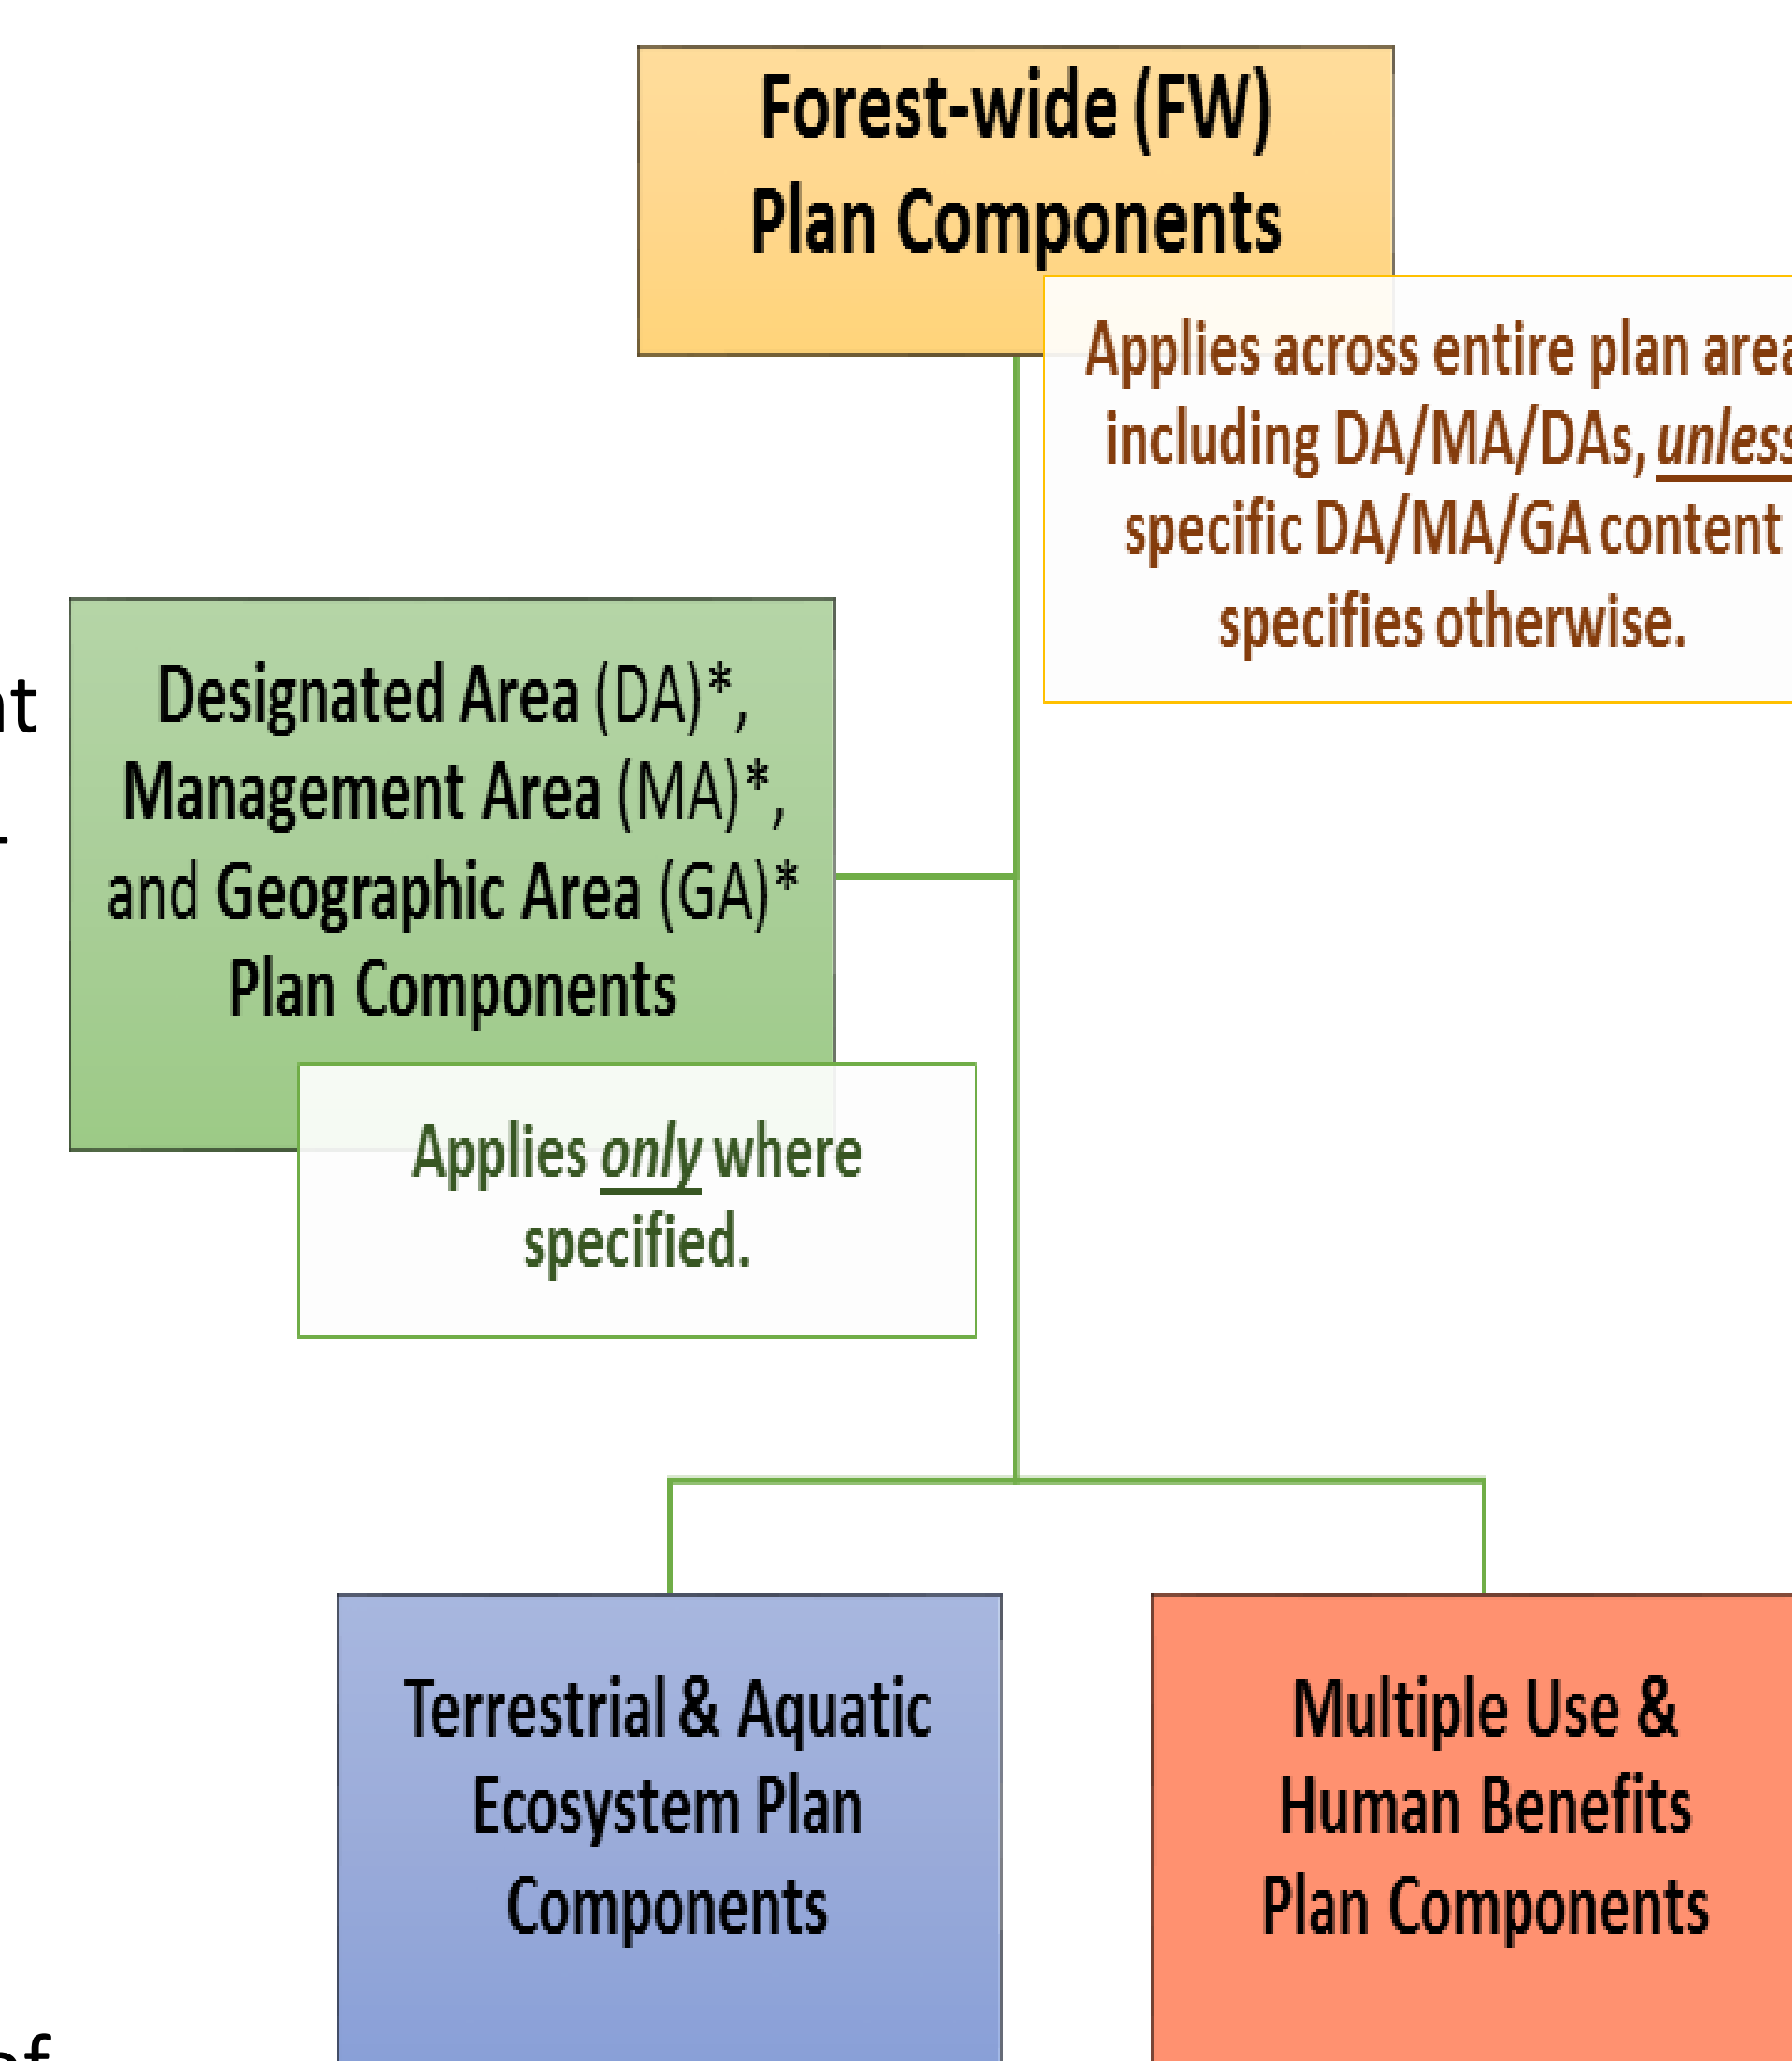 Forest-wide (FW)
Plan Components
Applies across entire plan area
including DA/MA/DAs, unless
specific DA/MA/GA content
specifies otherwise.
Designated Area (DA)*,
Management Area (MA)*,
and Geographic Area (GA)*
Plan Components
Applies only where
specified.
Terrestrial & Aquatic
Ecosystem Plan
Components
Multiple Use &
Human Benefits
Plan Components